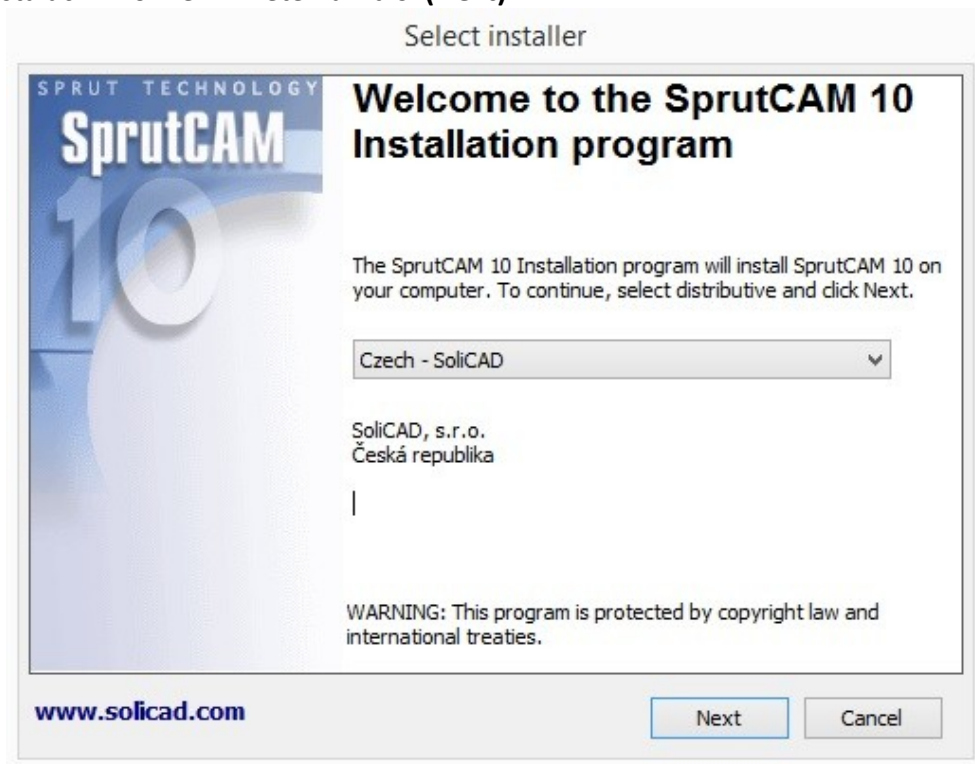 Select installer
SPRUT TECHNOLOGY
SprutCAM
10
Welcome to the SprutCAM 10
Installation program
The SprutCAM 10 Installation program will install SprutCAM 10 on
your computer. To continue, select distributive and click Next.
Czech - SoliCAD
SoliCAD, s.r.o.
Česká republika
WARNING: This program is protected by copyright law and
international treaties.
www.solicad.com
Next
Cancel